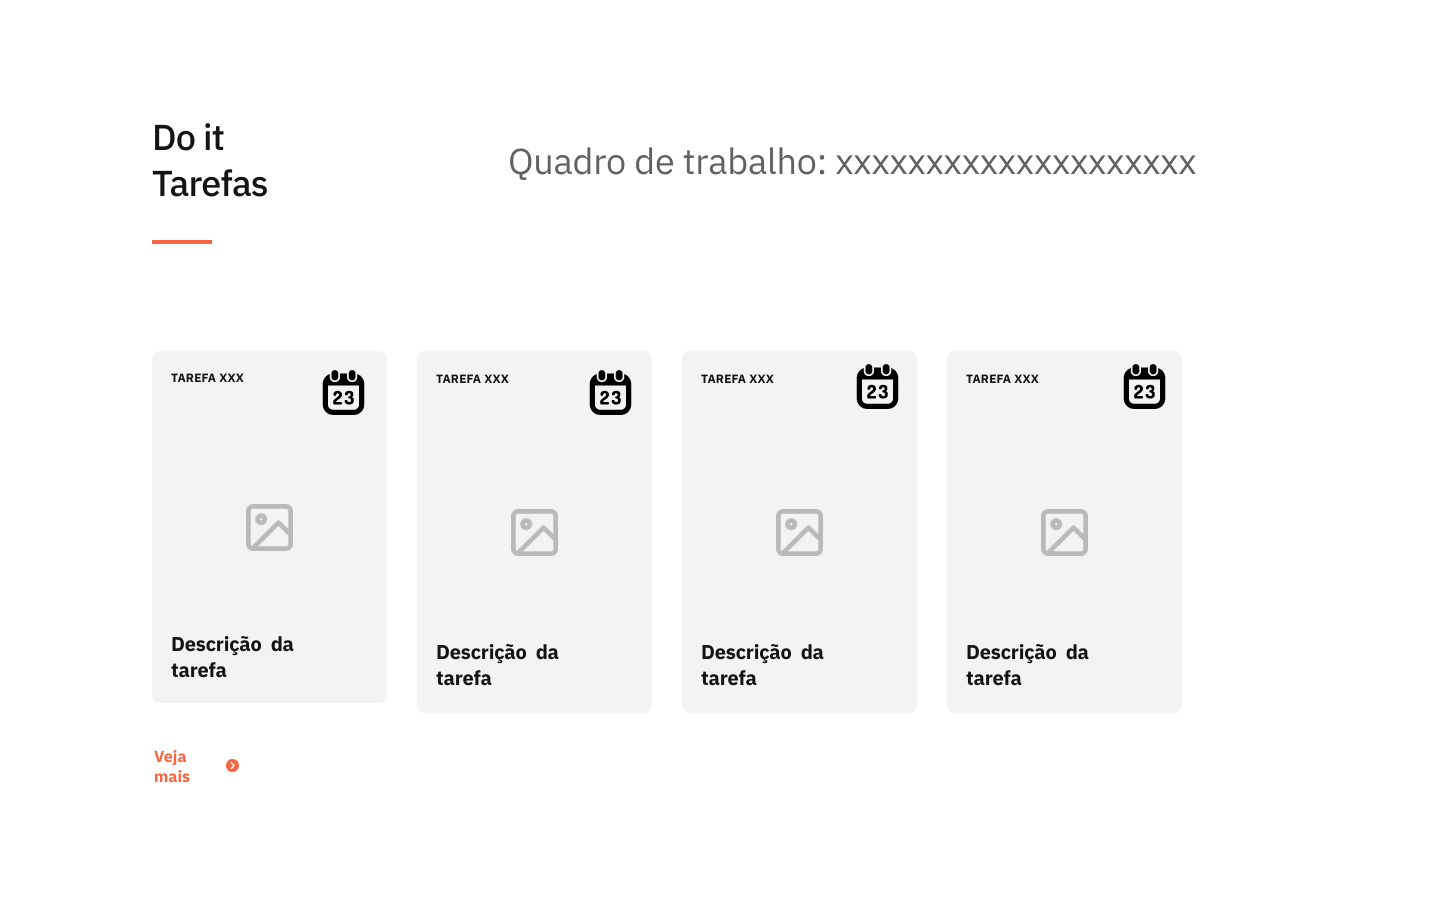 Do it
Tarefas
Quadro de trabalho: xxxxxxxxxxxxxxxxxxxx
TAREFA XXX
23
TAREFA XXX
23
TAREFA XXX
23
TAREFA XXX
23
Descrição da
tarefa
Descrição da
tarefa
Descrição da
tarefa
Descrição da
tarefa
Veja
mais